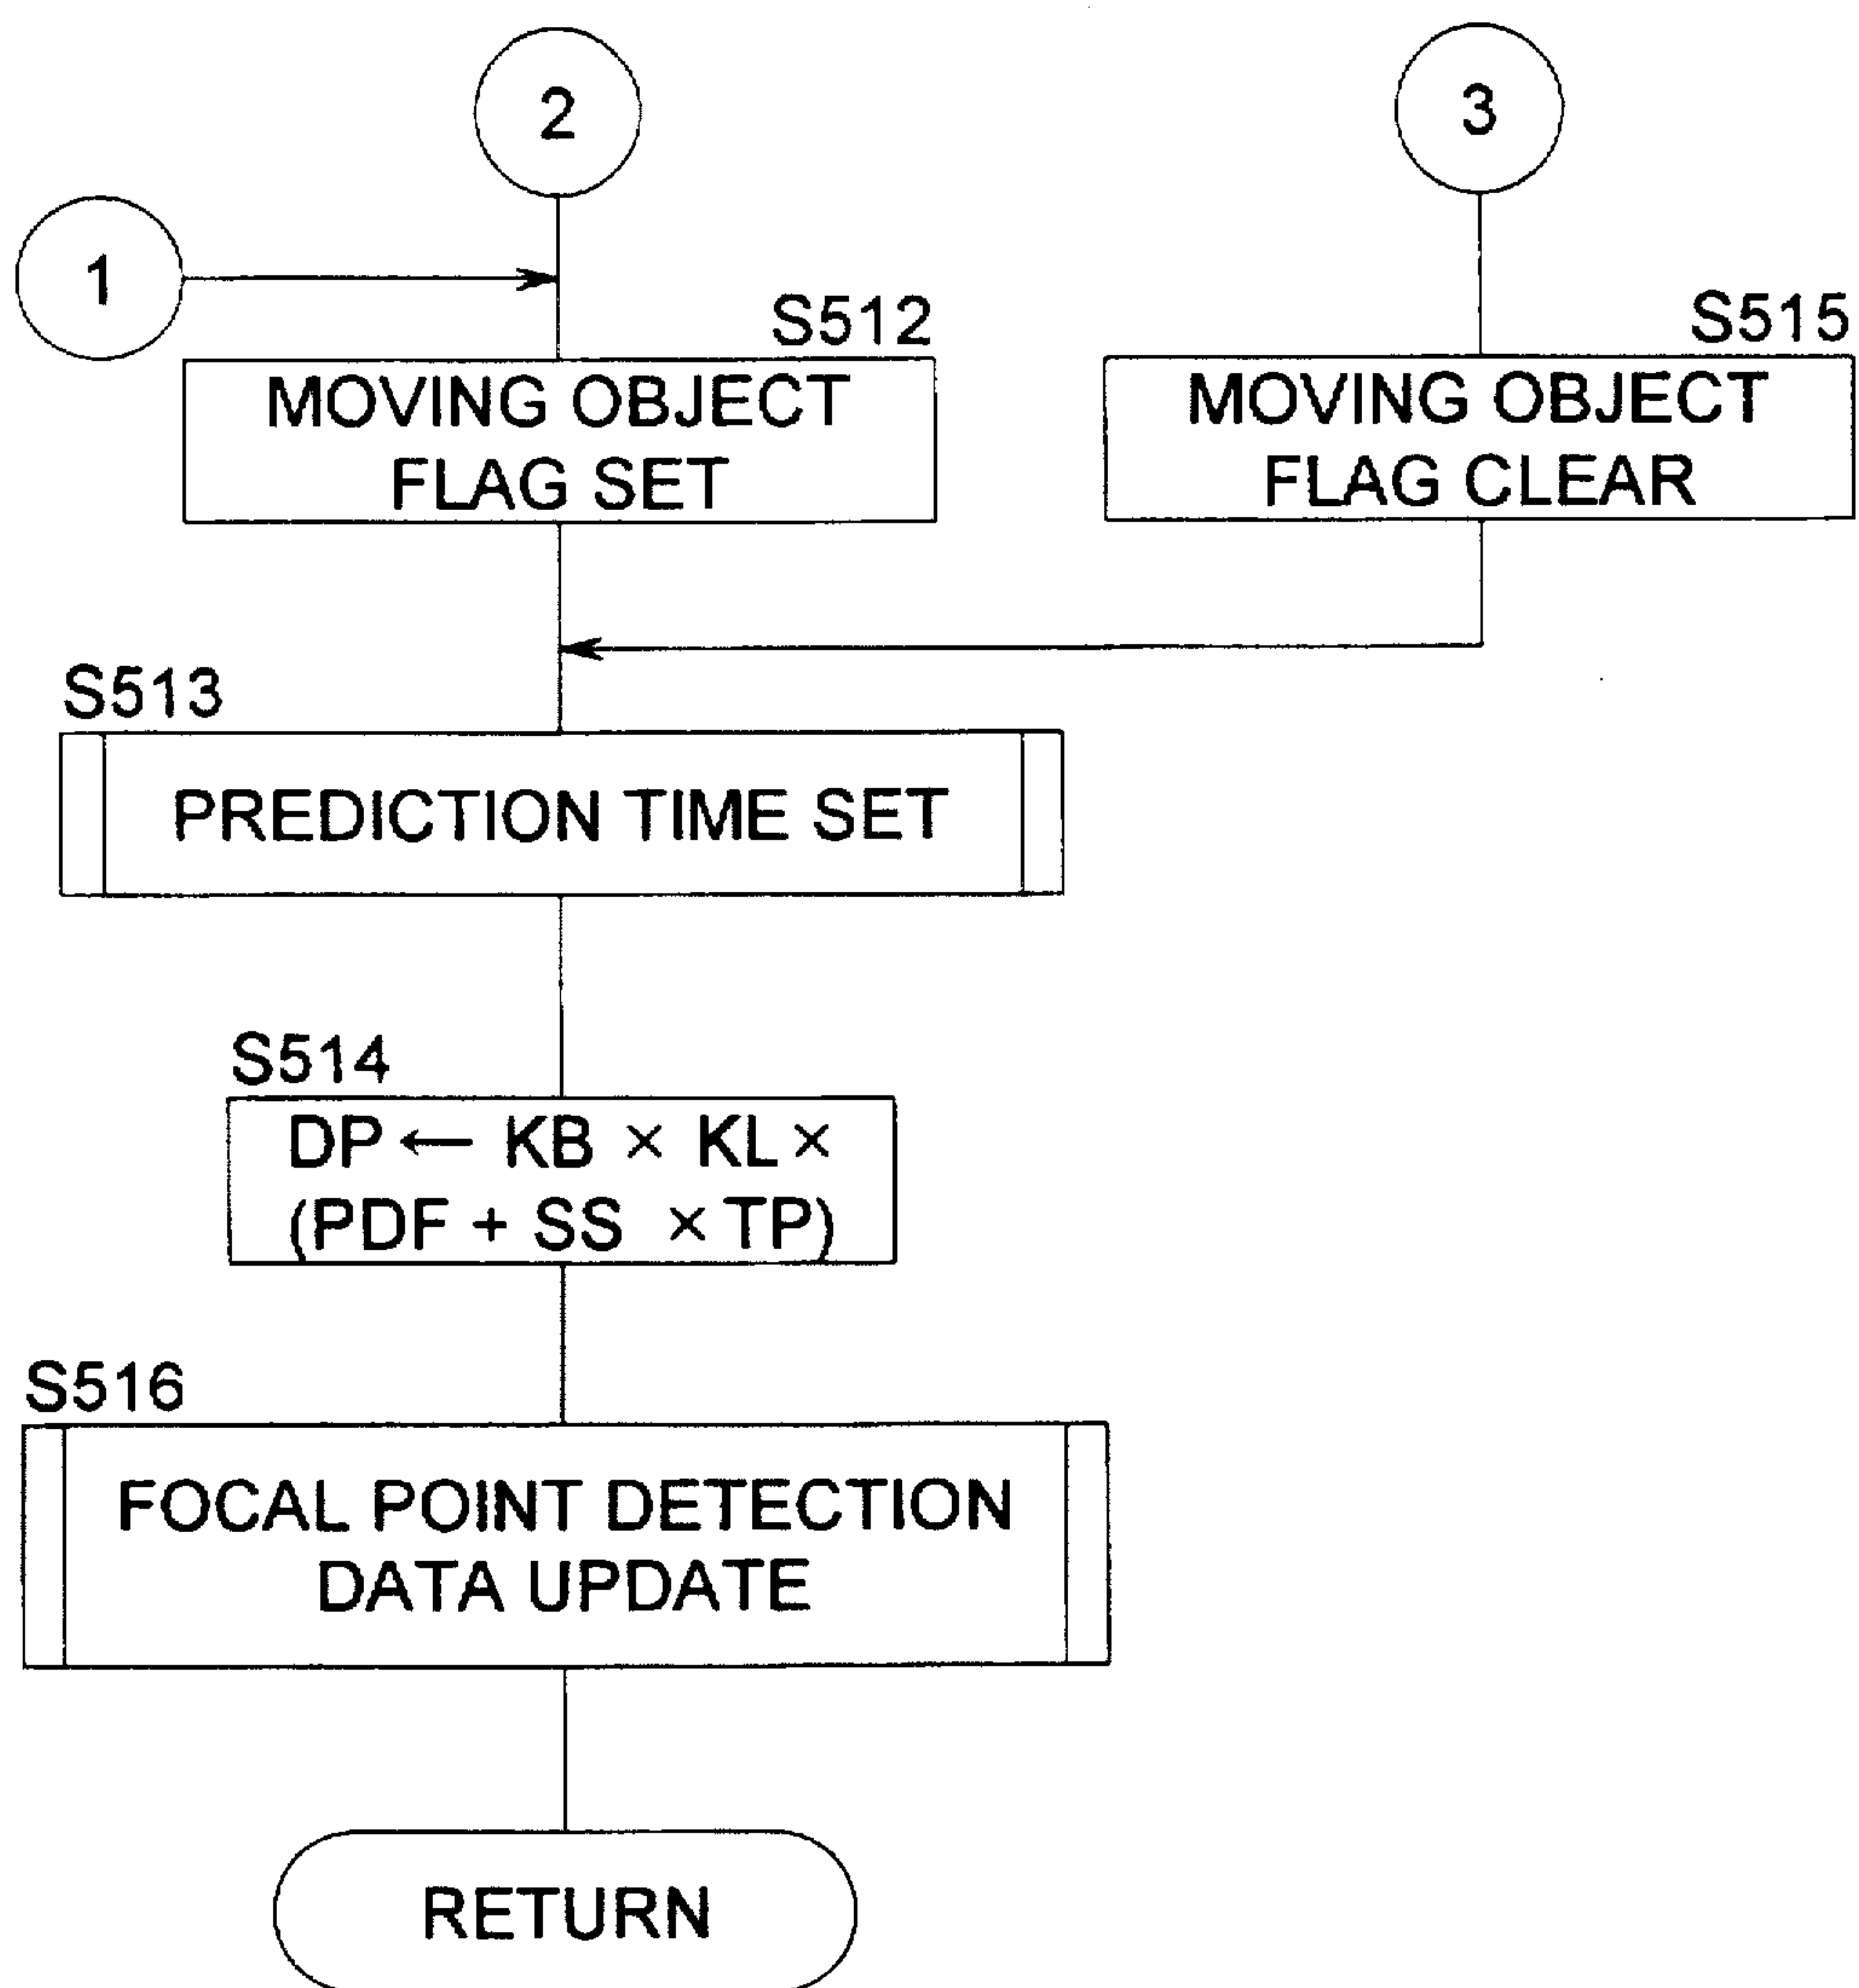 2
3
1
S512
MOVING OBJECT
FLAG SET
S515
MOVING OBJECT
FLAG CLEAR
S513
PREDICTION TIME SET
S514
DP ← KB × KL ×
(PDF + SS × TP)
S516
FOCAL POINT DETECTION
DATA UPDATE
RETURN